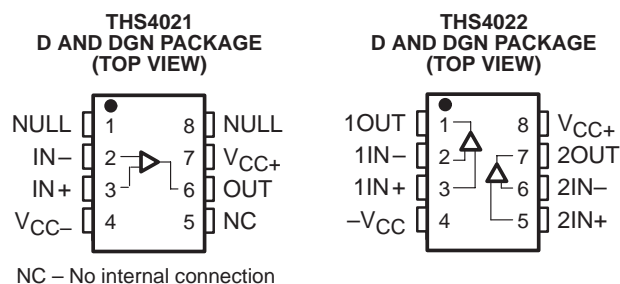 THS4021
D AND DGN PACKAGE
(TOP VIEW)
NULL 1 8 NULL
IN− 2 7 VCC+
IN+ 3 6 OUT
VCC− 4 5 NC
NC – No internal connection
THS4022
D AND DGN PACKAGE
(TOP VIEW)
1OUT 1 8 VCC+
1IN− 2 7 2OUT
1IN+ 3 6 2IN−
−VCC 4 5 2IN+